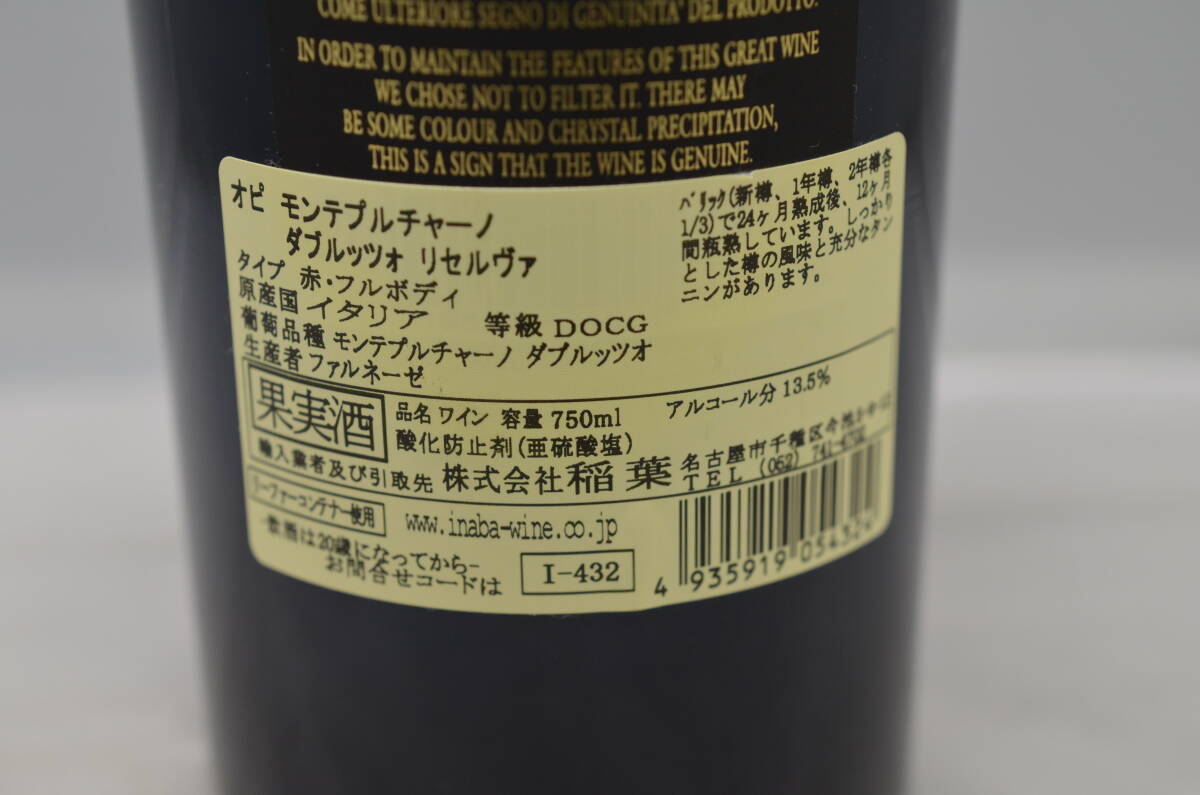 COME ULTERIORE SEGNO DI GENUINITA' DEL PRODOTTO.
IN ORDER TO MAINTAIN THE FEATURES OF THIS GREAT WINE
WE CHOSE NOT TO FILTER IT. THERE MAY
BE SOME COLOUR AND CHRYSTAL PRECIPITATION,
THIS IS A SIGN THAT THE WINE IS GENUINE.
オピ モンテプルチャーノ
ダブルッツォ リセルヴァ
タイプ 赤・フルボディ
原産国 イタリア 等級 DOCG
葡萄品種 モンテプルチャーノ ダブルッツオ
生産者 ファルネーゼ
バリック(新樽、1年樽、2年樽各
1/3)で24ヶ月熟成後、12ヶ月
間瓶熟しています。しっかり
とした樽の風味と充分なタン
ニンがあります。
果実酒
品名 ワイン 容量 750ml アルコール分 13.5%
酸化防止剤(亜硫酸塩)
輸入業者及び引取先 株式会社 稲葉
名古屋市千種区今池
TEL (052) 741-4702
リーファーコンテナー使用
www.inaba-wine.co.jp
-飲酒は20歳になってから-
お問合せコードは I-432
4 935919 054324